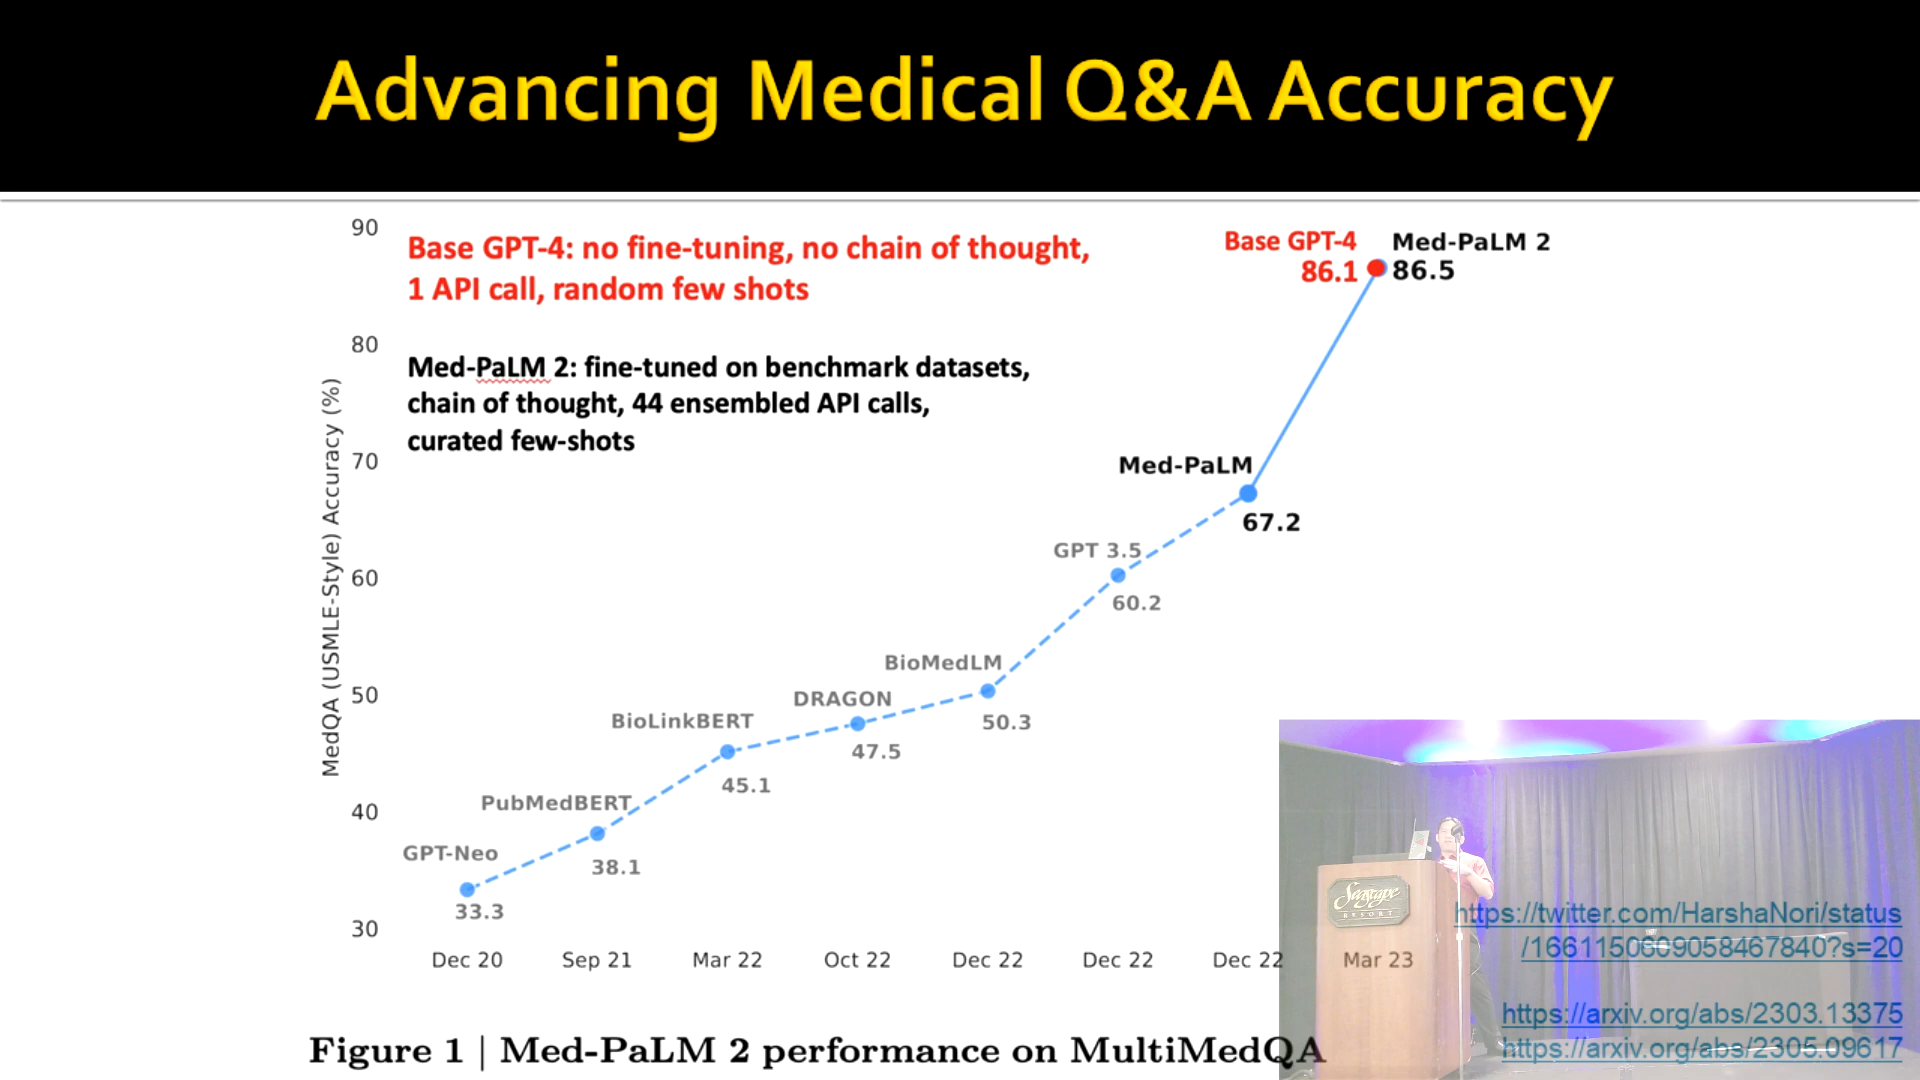 Advancing Medical Q&A Accuracy
90
80
70
60
50
40
30
MedQA (USMLE-Style) Accuracy (%)
Base GPT-4: no fine-tuning, no chain of thought,
1 API call, random few shots
Med-PaLM 2: fine-tuned on benchmark datasets,
chain of thought, 44 ensembled API calls,
curated few-shots
Base GPT-4
86.1
Med-PaLM 2
86.5
Med-PaLM
67.2
GPT 3.5
60.2
BioMedLM
50.3
DRAGON
47.5
BioLinkBERT
45.1
PubMedBERT
38.1
GPT-Neo
33.3
Dec 20 Sep 21 Mar 22 Oct 22 Dec 22 Dec 22 Dec 22 Mar 23
Figure 1 | Med-PaLM 2 performance on MultiMedQA
Seascape
RESORT
https://twitter.com/HarshaNori/status
/1661150609058467840?s=20
https://arxiv.org/abs/2303.13375
https://arxiv.org/abs/2305.09617